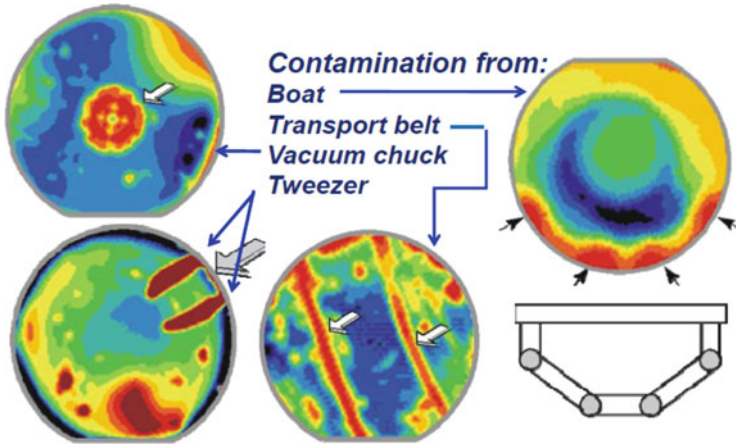 Contamination from:
Boat
Transport belt
Vacuum chuck
Tweezer